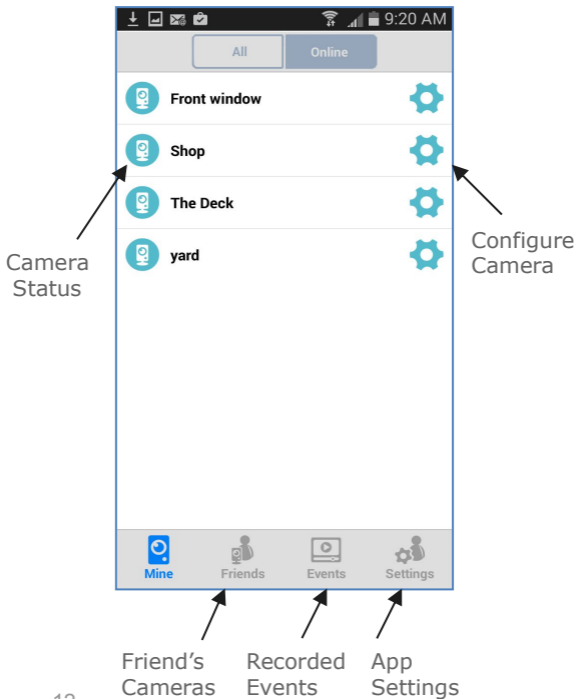 9:20 AM
All Online
Front window
Shop
The Deck
yard
Camera
Status
Configure
Camera
Mine Friends Events Settings
Friend's Recorded App
Cameras Events Settings